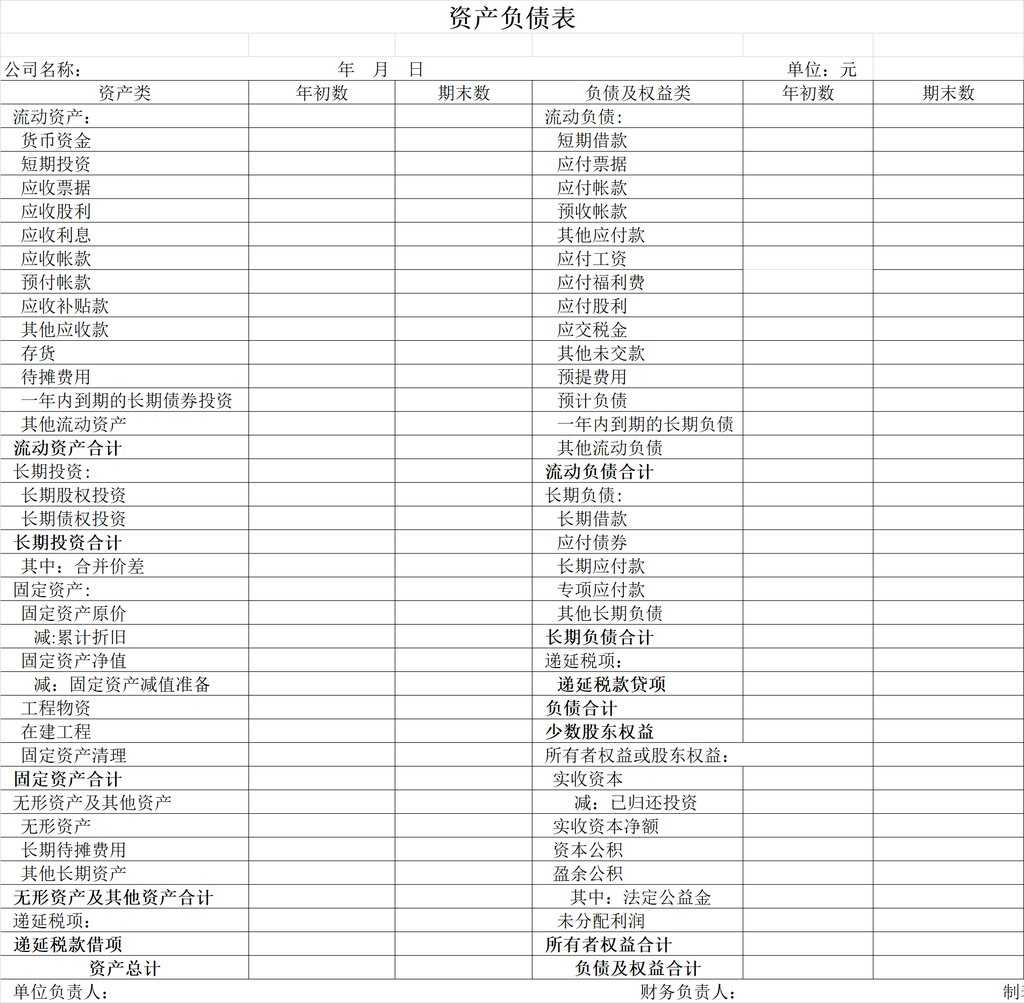 资产负债表
公司名称： 年 月 日 单位：元
资产类 年初数 期末数 负债及权益类 年初数 期末数
流动资产： 流动负债:
货币资金 短期借款
短期投资 应付票据
应收票据 应付帐款
应收股利 预收帐款
应收利息 其他应付款
应收帐款 应付工资
预付帐款 应付福利费
应收补贴款 应付股利
其他应收款 应交税金
存货 其他未交款
待摊费用 预提费用
一年内到期的长期债券投资 预计负债
其他流动资产 一年内到期的长期负债
流动资产合计 其他流动负债
长期投资: 流动负债合计
长期股权投资 长期负债:
长期债权投资 长期借款
长期投资合计 应付债券
其中：合并价差 长期应付款
固定资产: 专项应付款
固定资产原价 其他长期负债
减:累计折旧 长期负债合计
固定资产净值 递延税项：
减：固定资产减值准备 递延税款贷项
工程物资 负债合计
在建工程 少数股东权益
固定资产清理 所有者权益或股东权益：
固定资产合计 实收资本
无形资产及其他资产 减：已归还投资
无形资产 实收资本净额
长期待摊费用 资本公积
其他长期资产 盈余公积
无形资产及其他资产合计 其中：法定公益金
递延税项： 未分配利润
递延税款借项 所有者权益合计
资产总计 负债及权益合计
单位负责人： 财务负责人： 制